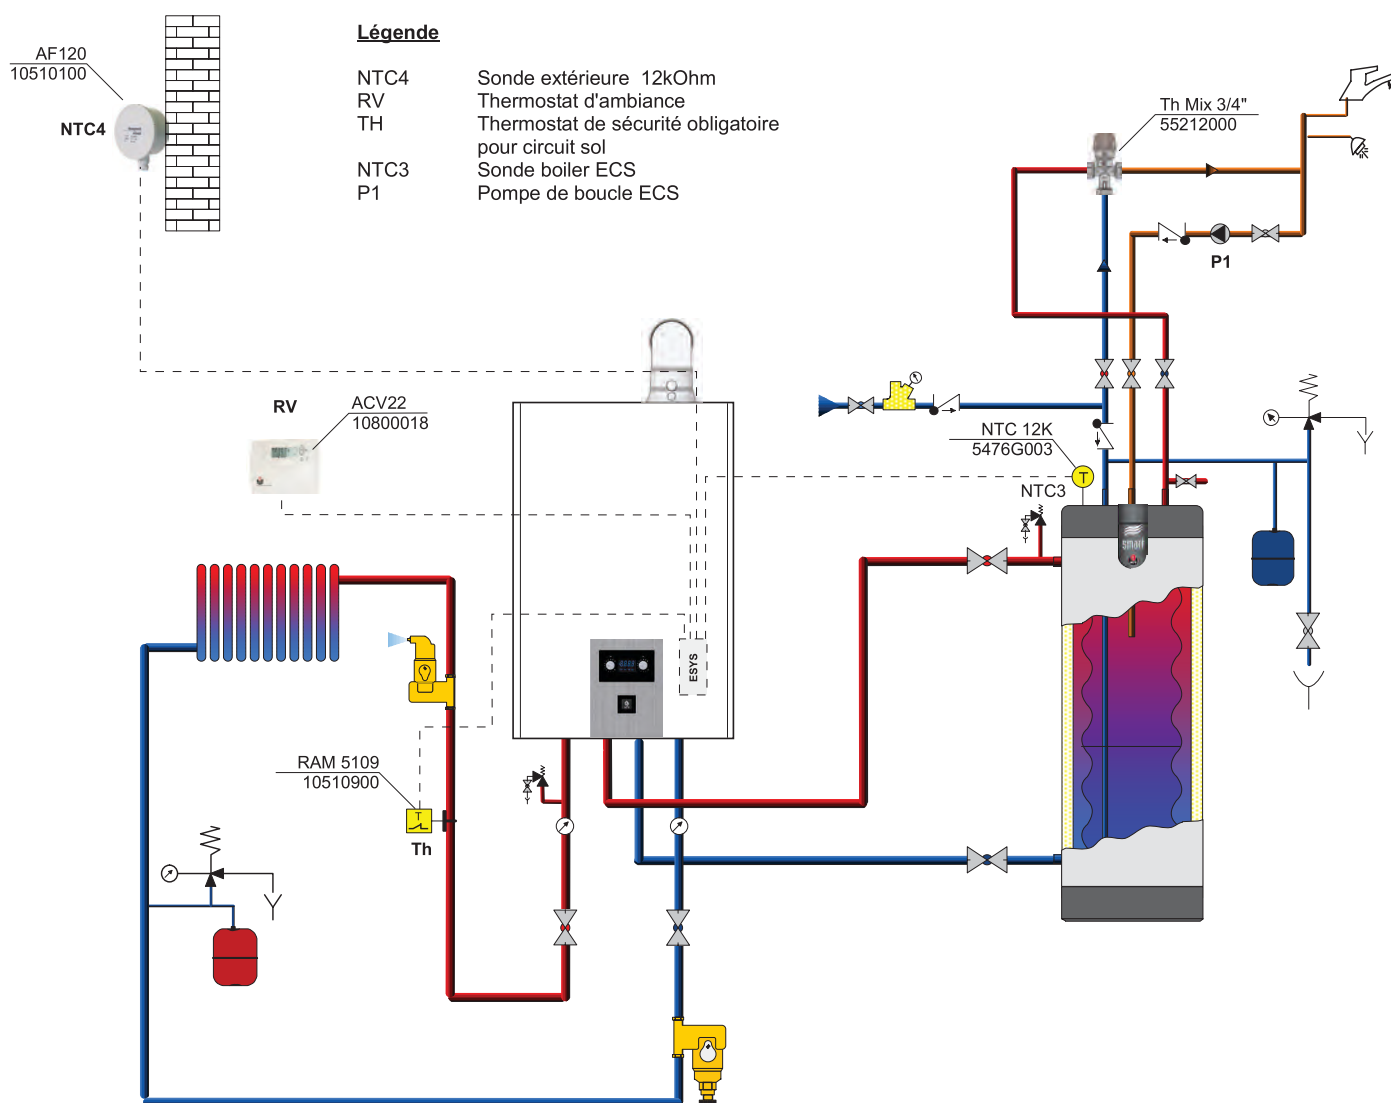 Légende
AF120
10510100
NTC4
NTC4 Sonde extérieure 12kOhm
RV Thermostat d'ambiance
TH Thermostat de sécurité obligatoire
pour circuit sol
NTC3 Sonde boiler ECS
P1 Pompe de boucle ECS
Th Mix 3/4"
55212000
P1
RV
ACV22
10800018
NTC 12K
5476G003
T
NTC3
smart
ESYS
RAM 5109
10510900
T
Th